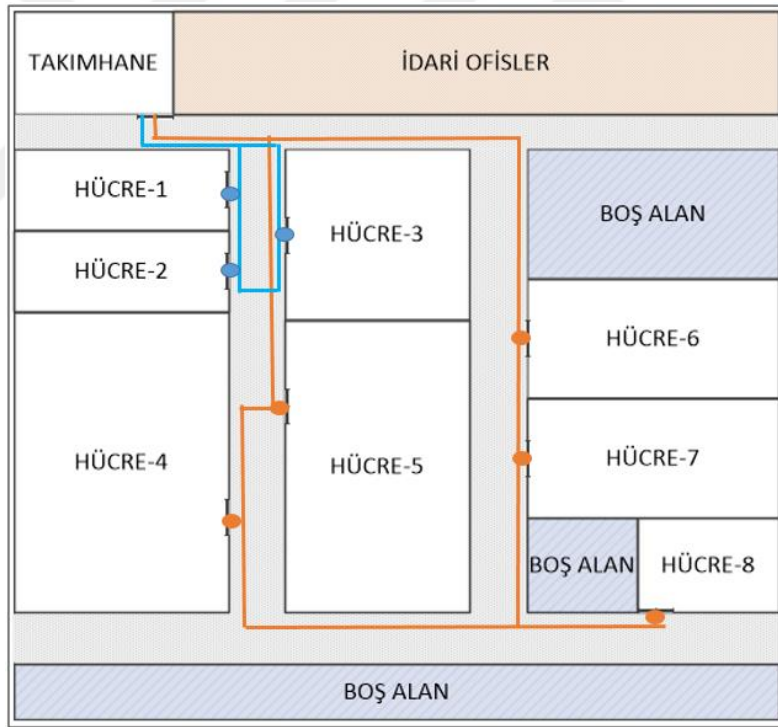 TAKIMHANE
İDARİ OFİSLER
HÜCRE-1
HÜCRE-2
HÜCRE-3
BOŞ ALAN
HÜCRE-6
HÜCRE-4
HÜCRE-5
HÜCRE-7
BOŞ ALAN
HÜCRE-8
BOŞ ALAN